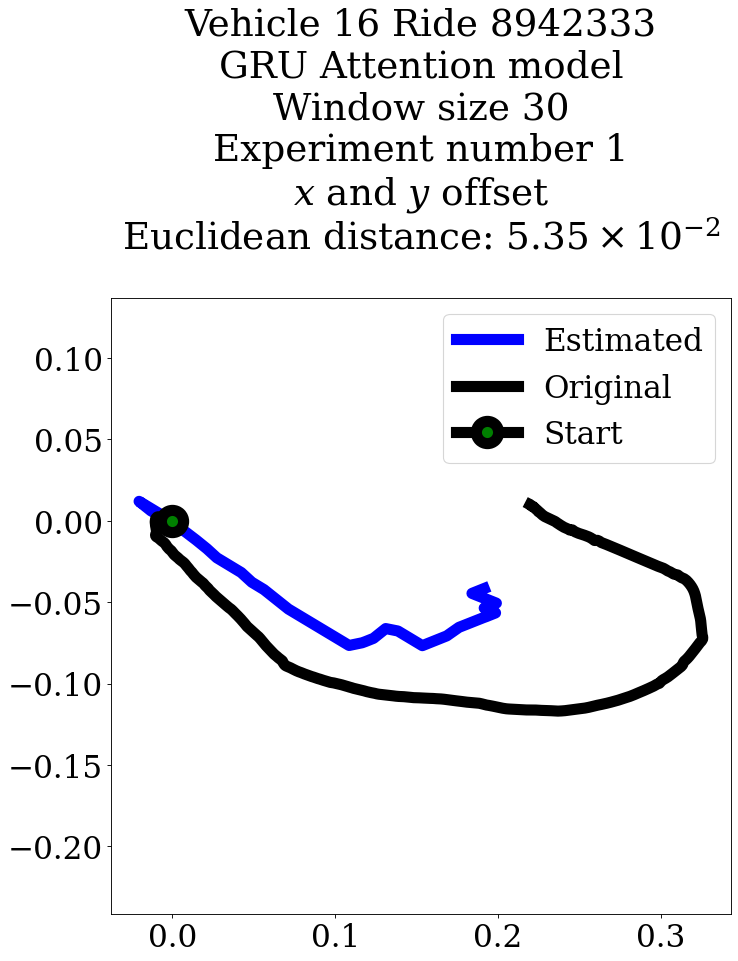 Vehicle 16 Ride 8942333
GRU Attention model
Window size 30
Experiment number 1
x and y offset
Euclidean distance: 5.35 × 10⁻²
Estimated
Original
Start
0.10
0.05
0.00
−0.05
−0.10
−0.15
−0.20
0.0 0.1 0.2 0.3